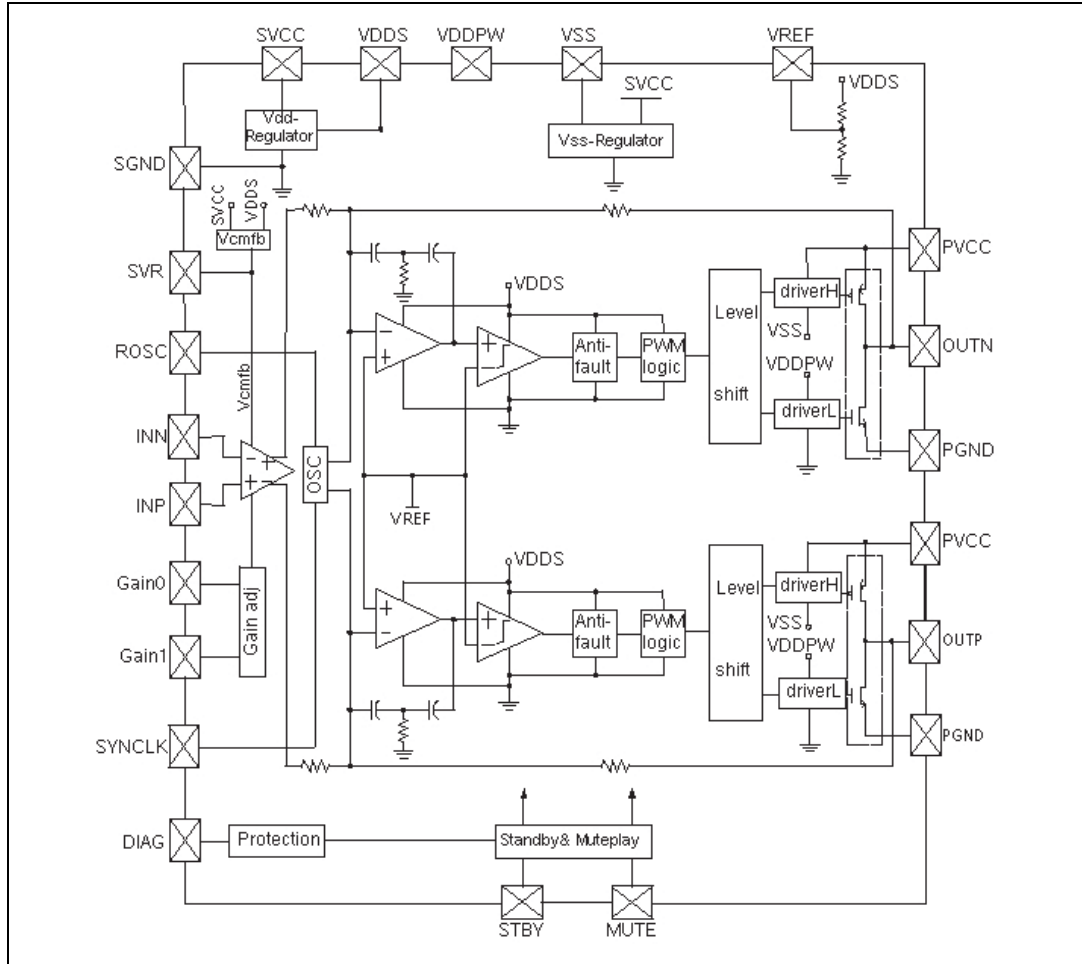 SVCC VDDS VDDPW VSS VREF
SVCC
VDDS
Vdd-
Regulator
Vss-Regulator
SGND
SVCC
VDDS
Vcmfb
SVR
PVCC
driverH
VDDS
Level
shift
VSS
ROSC
Anti-
fault
PWM
logic
OUTN
VDDPW
Vcmfb
driverL
INN
PGND
OSC
INP
VREF
PVCC
VDDS
driverH
Level
shift
Gain0
Gain adj
Anti-
fault
PWM
logic
VSS
VDDPW
OUTP
Gain1
driverL
SYNCLK
PGND
DIAG
Protection
Standby& Muteplay
STBY MUTE